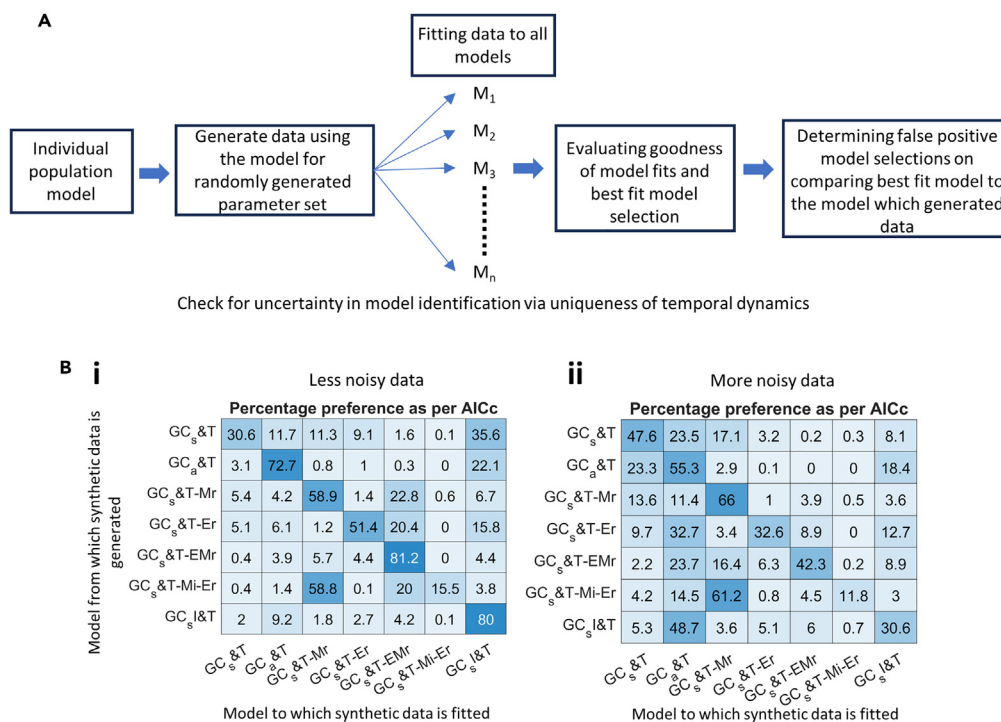 A
Fitting data to all
models
M1
M2
M3
Mn
Individual
population
model
Generate data using
the model for
randomly generated
parameter set
Evaluating goodness
of model fits and
best fit model
selection
Determining false positive
model selections on
comparing best fit model to
the model which generated
data
Check for uncertainty in model identification via uniqueness of temporal dynamics
B
i
Less noisy data
Percentage preference as per AICc
Model from which synthetic data is
generated
GCs&T 30.6 11.7 11.3 9.1 1.6 0.1 35.6
GCa&T 3.1 72.7 0.8 1 0.3 0 22.1
GCs&T-Mr 5.4 4.2 58.9 1.4 22.8 0.6 6.7
GCs&T-Er 5.1 6.1 1.2 51.4 20.4 0 15.8
GCs&T-EMr 0.4 3.9 5.7 4.4 81.2 0 4.4
GCs&T-Mi-Er 0.4 1.4 58.8 0.1 20 15.5 3.8
GCsI&T 2 9.2 1.8 2.7 4.2 0.1 80
GCs&T GCa&T GCs&T-Mr GCs&T-Er GCs&T-EMr GCs&T-Mi-Er GCsI&T
Model to which synthetic data is fitted
ii
More noisy data
Percentage preference as per AICc
GCs&T 47.6 23.5 17.1 3.2 0.2 0.3 8.1
GCa&T 23.3 55.3 2.9 0.1 0 0 18.4
GCs&T-Mr 13.6 11.4 66 1 3.9 0.5 3.6
GCs&T-Er 9.7 32.7 3.4 32.6 8.9 0 12.7
GCs&T-EMr 2.2 23.7 16.4 6.3 42.3 0.2 8.9
GCs&T-Mi-Er 4.2 14.5 61.2 0.8 4.5 11.8 3
GCsI&T 5.3 48.7 3.6 5.1 6 0.7 30.6
GCs&T GCa&T GCs&T-Mr GCs&T-Er GCs&T-EMr GCs&T-Mi-Er GCsI&T
Model to which synthetic data is fitted